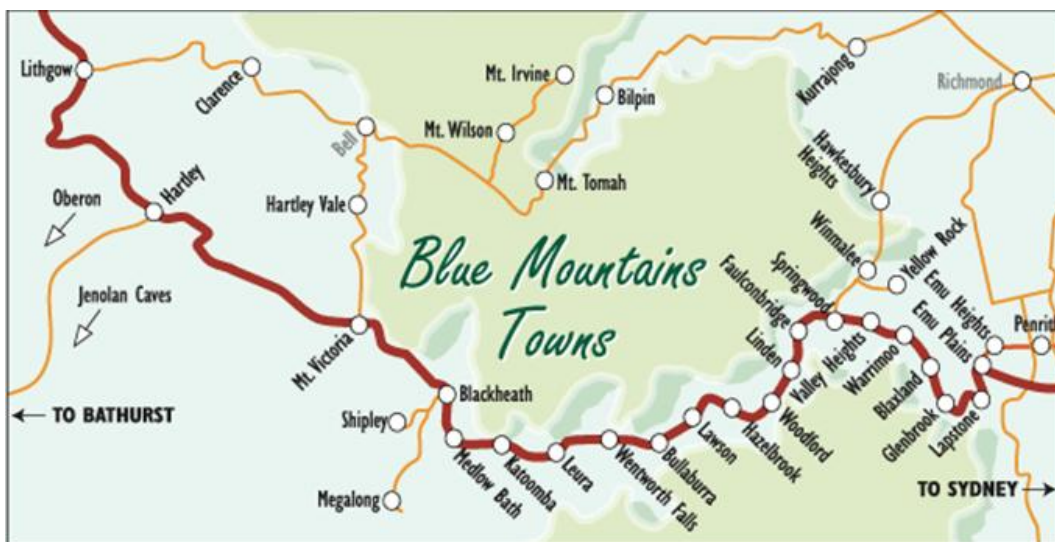 Lithgow
Clarence
Mt. Irvine
Kurrajong
Richmond
Bilpin
Bell
Mt. Wilson
Hartley
Oberon
Hartley Vale
Mt. Tomah
Hawkesbury
Heights
Winmalee
Yellow Rock
Jenolan Caves
Blue Mountains
Towns
Faulconbridge
Springwood
Emu Heights
Emu Plains
Penrith
Linden
Valley Heights
Warrimoo
Mt. Victoria
Blackheath
Blaxland
Glenbrook
Lapstone
← TO BATHURST
Shipley
Medlow Bath
Katoomba
Leura
Wentworth Falls
Bullaburra
Lawson
Hazelbrook
Woodford
Megalong
TO SYDNEY →